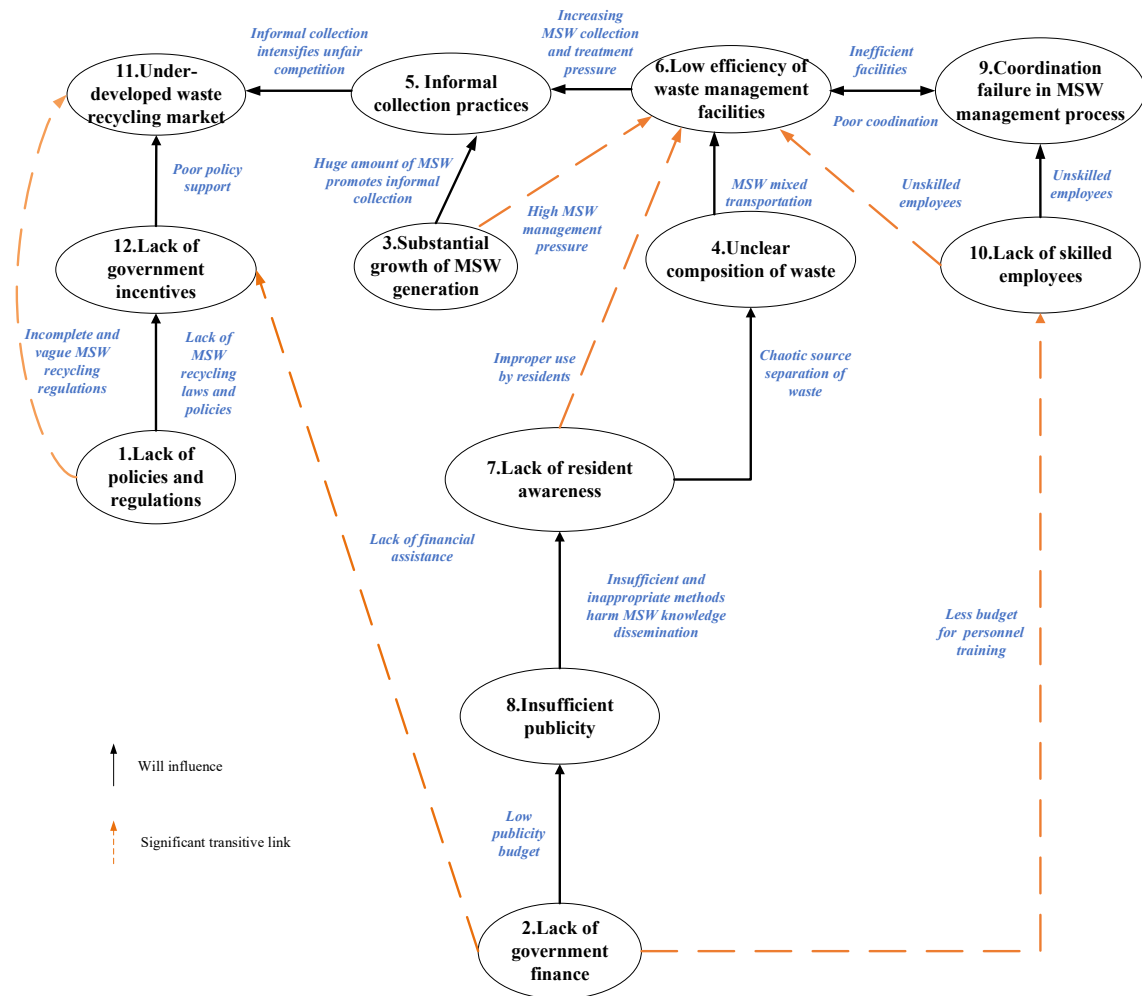 Informal collection
intensifies unfair
competition
Increasing
MSW collection
and treatment
pressure
Inefficient
facilities
11.Under-
developed waste
recycling market
5. Informal
collection practices
6.Low efficiency of
waste management
facilities
9.Coordination
failure in MSW
management process
Poor coodination
Poor policy
support
Huge amount of MSW
promotes informal
collection
MSW mixed
transportation
Unskilled
employees
Unskilled
employees
High MSW
management
pressure
12.Lack of
government
incentives
3.Substantial
growth of MSW
generation
4.Unclear
composition of waste
10.Lack of skilled
employees
Incomplete and
vague MSW
recycling
regulations
Lack of
MSW
recycling
laws and
policies
Improper use
by residents
Chaotic source
separation of
waste
1.Lack of
policies and
regulations
7.Lack of resident
awareness
Lack of financial
assistance
Insufficient and
inappropriate methods
harm MSW knowledge
dissemination
Less budget
for personnel
training
8.Insufficient
publicity
Will influence
Significant transitive link
Low
publicity
budget
2.Lack of
government
finance